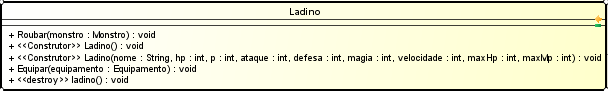 Ladino
+ Roubar(monstro : Monstro) : void
+ <<Construtor>> Ladino() : void
+ <<Construtor>> Ladino(nome : String, hp : int, p : int, ataque : int, defesa : int, magia : int, velocidade : int, maxHp : int, maxMp : int) : void
+ Equipar(equipamento : Equipamento) : void
+ <<destroy>> ladino() : void